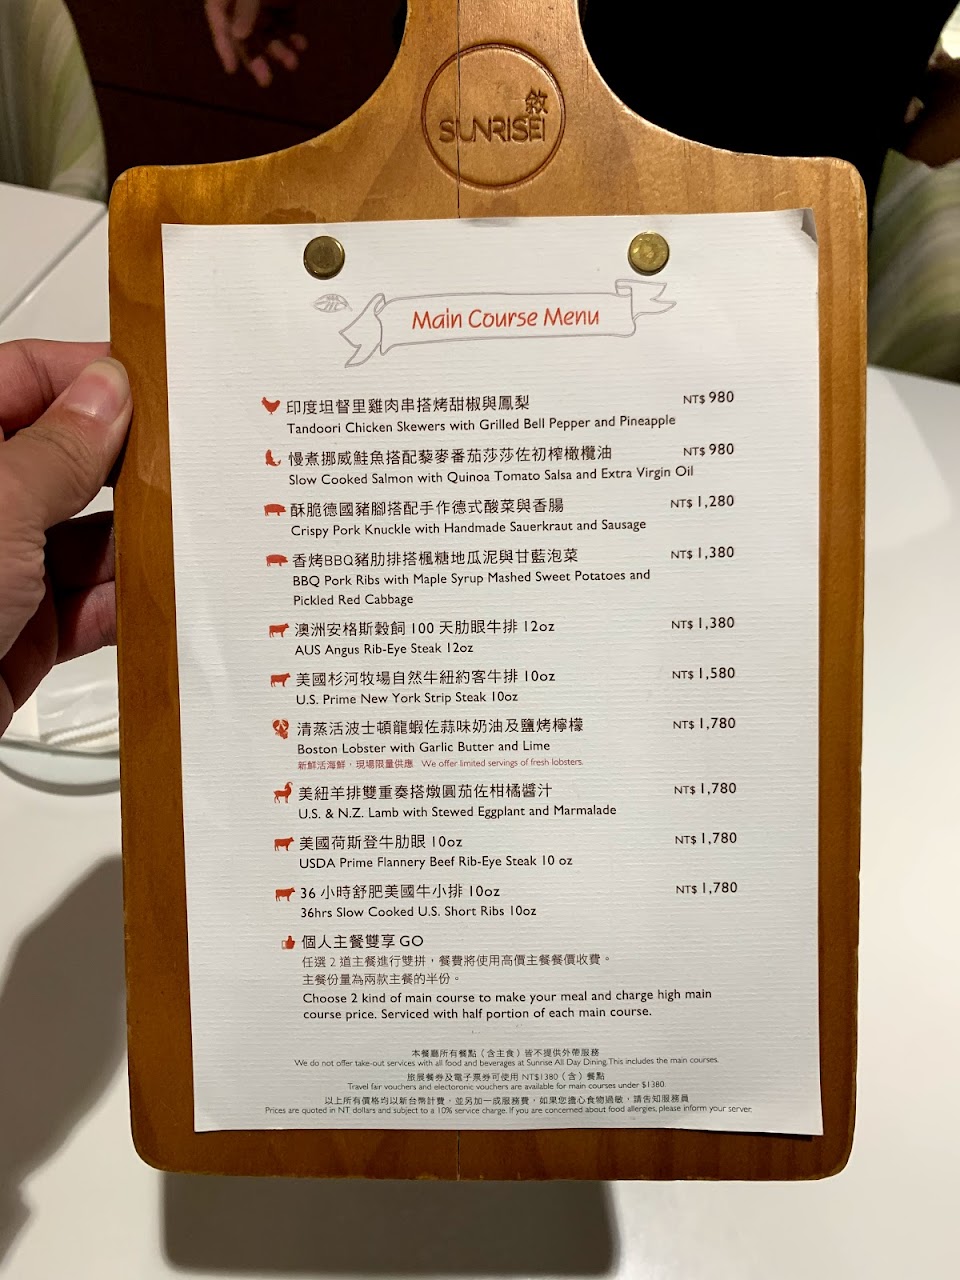 敘
SUNRISE
Main Course Menu
印度坦督里雞肉串搭烤甜椒與鳳梨 NT$ 980
Tandoori Chicken Skewers with Grilled Bell Pepper and Pineapple
慢煮挪威鮭魚搭配藜麥番茄莎莎佐初榨橄欖油 NT$ 980
Slow Cooked Salmon with Quinoa Tomato Salsa and Extra Virgin Oil
酥脆德國豬腳搭配手作德式酸菜與香腸 NT$ 1,280
Crispy Pork Knuckle with Handmade Sauerkraut and Sausage
香烤BBQ豬肋排搭楓糖地瓜泥與甘藍泡菜 NT$ 1,380
BBQ Pork Ribs with Maple Syrup Mashed Sweet Potatoes and
Pickled Red Cabbage
澳洲安格斯穀飼 100 天肋眼牛排 12oz NT$ 1,380
AUS Angus Rib-Eye Steak 12oz
美國杉河牧場自然牛紐約客牛排 10oz NT$ 1,580
U.S. Prime New York Strip Steak 10oz
清蒸活波士頓龍蝦佐蒜味奶油及鹽烤檸檬 NT$ 1,780
Boston Lobster with Garlic Butter and Lime
新鮮活海鮮，現場限量供應 We offer limited servings of fresh lobsters.
美紐羊排雙重奏搭燉圓茄佐柑橘醬汁 NT$ 1,780
U.S. & N.Z. Lamb with Stewed Eggplant and Marmalade
美國荷斯登牛肋眼 10oz NT$ 1,780
USDA Prime Flannery Beef Rib-Eye Steak 10 oz
36 小時舒肥美國牛小排 10oz NT$ 1,780
36hrs Slow Cooked U.S. Short Ribs 10oz
個人主餐雙享 GO
任選 2 道主餐進行雙拼，餐費將使用高價主餐餐價收費。
主餐份量為兩款主餐的半份。
Choose 2 kind of main course to make your meal and charge high main
course price. Serviced with half portion of each main course.
本餐廳所有餐點（含主食）皆不提供外帶服務
We do not offer take-out services with all food and beverages at Sunrise All Day Dining. This includes the main courses.
旅展餐券及電子票券可使用 NT$1380（含）餐點
Travel fair vouchers and electoronic vouchers are available for main courses under $1380.
以上所有價格均以新台幣計費，並另加一成服務費，如果您擔心食物過敏，請告知服務員
Prices are quoted in NT dollars and subject to a 10% service charge. If you are concerned about food allergies, please inform your server.